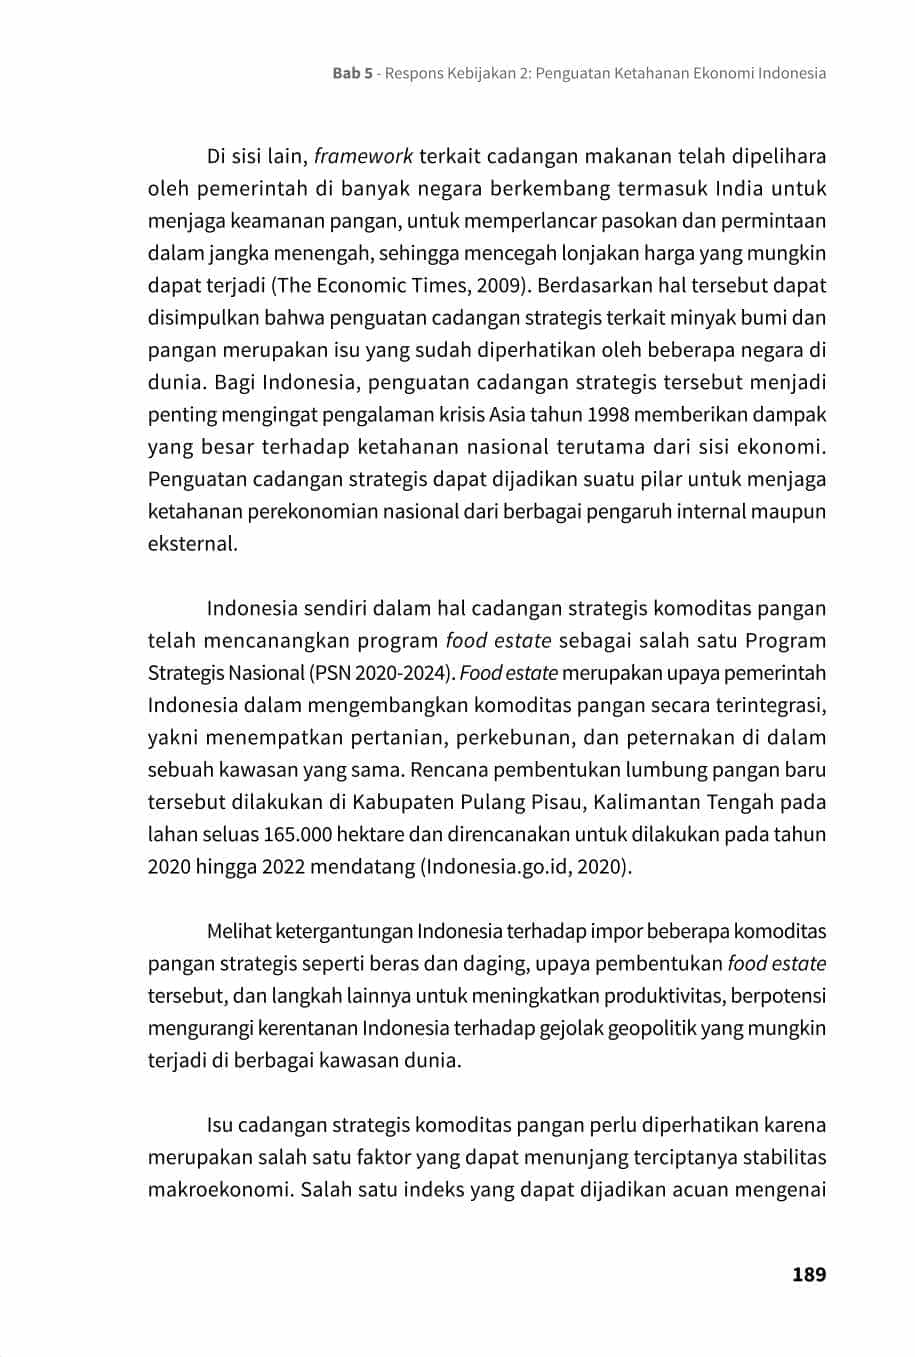 Bab 5 - Respons Kebijakan 2: Penguatan Ketahanan Ekonomi Indonesia
Di sisi lain, framework terkait cadangan makanan telah dipelihara
oleh pemerintah di banyak negara berkembang termasuk India untuk
menjaga keamanan pangan, untuk memperlancar pasokan dan permintaan
dalam jangka menengah, sehingga mencegah lonjakan harga yang mungkin
dapat terjadi (The Economic Times, 2009). Berdasarkan hal tersebut dapat
disimpulkan bahwa penguatan cadangan strategis terkait minyak bumi dan
pangan merupakan isu yang sudah diperhatikan oleh beberapa negara di
dunia. Bagi Indonesia, penguatan cadangan strategis tersebut menjadi
penting mengingat pengalaman krisis Asia tahun 1998 memberikan dampak
yang besar terhadap ketahanan nasional terutama dari sisi ekonomi.
Penguatan cadangan strategis dapat dijadikan suatu pilar untuk menjaga
ketahanan perekonomian nasional dari berbagai pengaruh internal maupun
eksternal.
Indonesia sendiri dalam hal cadangan strategis komoditas pangan
telah mencanangkan program food estate sebagai salah satu Program
Strategis Nasional (PSN 2020-2024). Food estate merupakan upaya pemerintah
Indonesia dalam mengembangkan komoditas pangan secara terintegrasi,
yakni menempatkan pertanian, perkebunan, dan peternakan di dalam
sebuah kawasan yang sama. Rencana pembentukan lumbung pangan baru
tersebut dilakukan di Kabupaten Pulang Pisau, Kalimantan Tengah pada
lahan seluas 165.000 hektare dan direncanakan untuk dilakukan pada tahun
2020 hingga 2022 mendatang (Indonesia.go.id, 2020).
Melihat ketergantungan Indonesia terhadap impor beberapa komoditas
pangan strategis seperti beras dan daging, upaya pembentukan food estate
tersebut, dan langkah lainnya untuk meningkatkan produktivitas, berpotensi
mengurangi kerentanan Indonesia terhadap gejolak geopolitik yang mungkin
terjadi di berbagai kawasan dunia.
Isu cadangan strategis komoditas pangan perlu diperhatikan karena
merupakan salah satu faktor yang dapat menunjang terciptanya stabilitas
makroekonomi. Salah satu indeks yang dapat dijadikan acuan mengenai
189